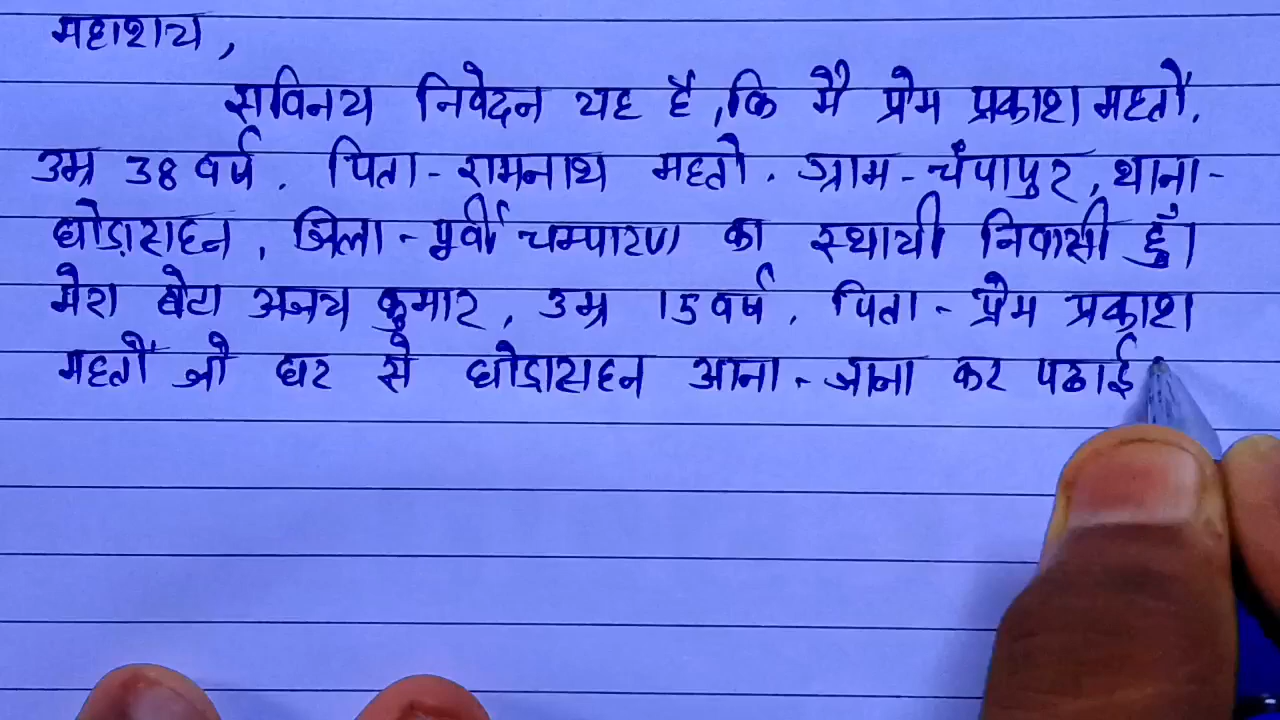 महाशय,
सविनय निवेदन यह है, कि मै प्रेम प्रकाश महतो.
उम्र 38 वर्ष. पिता - रामनाथ महतो. ग्राम - चंपापुर, थाना -
घोड़ासहन, जिला - पूर्वी चम्पारण का स्थायी निवासी हुँ।
मेरा बेटा अजय कुमार, उम्र 15 वर्ष. पिता - प्रेम प्रकाश
महतो जो घर से घोडासहन आना - जाना कर पढाई